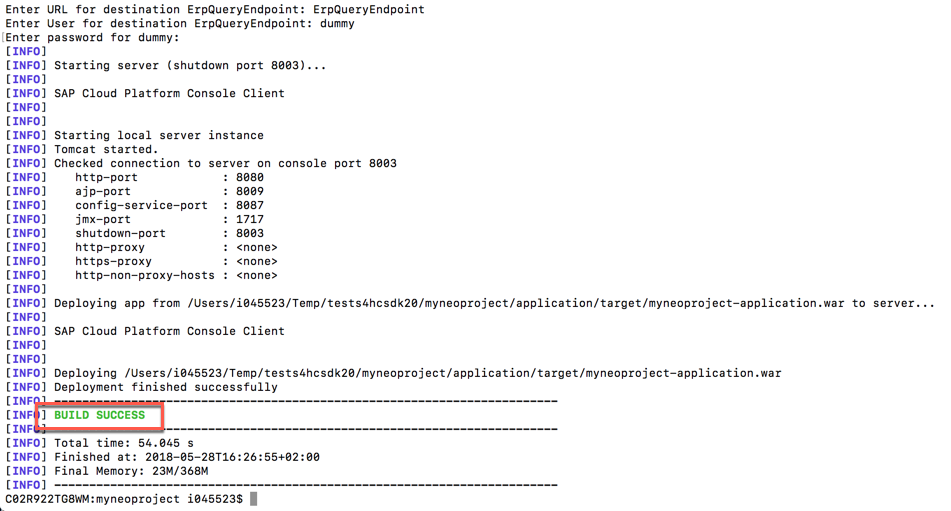 Enter URL for destination ErpQueryEndpoint: ErpQueryEndpoint
Enter User for destination ErpQueryEndpoint: dummy
Enter password for dummy:
[INFO]
[INFO] Starting server (shutdown port 8003)...
[INFO]
[INFO] SAP Cloud Platform Console Client
[INFO]
[INFO]
[INFO] Starting local server instance
[INFO] Tomcat started.
[INFO] Checked connection to server on console port 8003
[INFO]    http-port            : 8080
[INFO]    ajp-port             : 8009
[INFO]    config-service-port  : 8087
[INFO]    jmx-port             : 1717
[INFO]    shutdown-port        : 8003
[INFO]    http-proxy           : <none>
[INFO]    https-proxy          : <none>
[INFO]    http-non-proxy-hosts : <none>
[INFO]
[INFO] Deploying app from /Users/i045523/Temp/tests4hcsdk20/myneoproject/application/target/myneoproject-application.war to server...
[INFO]
[INFO] SAP Cloud Platform Console Client
[INFO]
[INFO]
[INFO] Deploying /Users/i045523/Temp/tests4hcsdk20/myneoproject/application/target/myneoproject-application.war
[INFO] Deployment finished successfully
[INFO] ------------------------------------------------------------------------
[INFO] BUILD SUCCESS
[INFO] ------------------------------------------------------------------------
[INFO] Total time: 54.045 s
[INFO] Finished at: 2018-05-28T16:26:55+02:00
[INFO] Final Memory: 23M/368M
[INFO] ------------------------------------------------------------------------
C02R922TG8WM:myneoproject i045523$